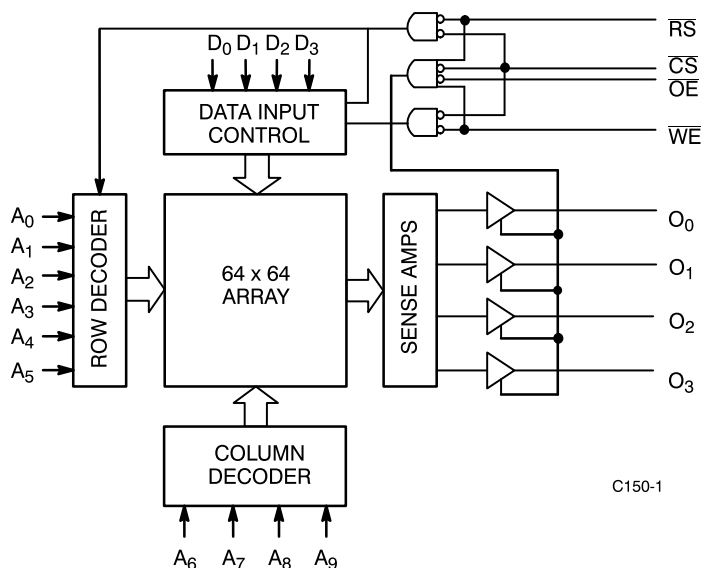 D0 D1 D2 D3
RS
CS
OE
WE
DATA INPUT
CONTROL
A0
A1
A2
A3
A4
A5
ROW DECODER
64 x 64
ARRAY
SENSE AMPS
O0
O1
O2
O3
COLUMN
DECODER
A6 A7 A8 A9
C150-1